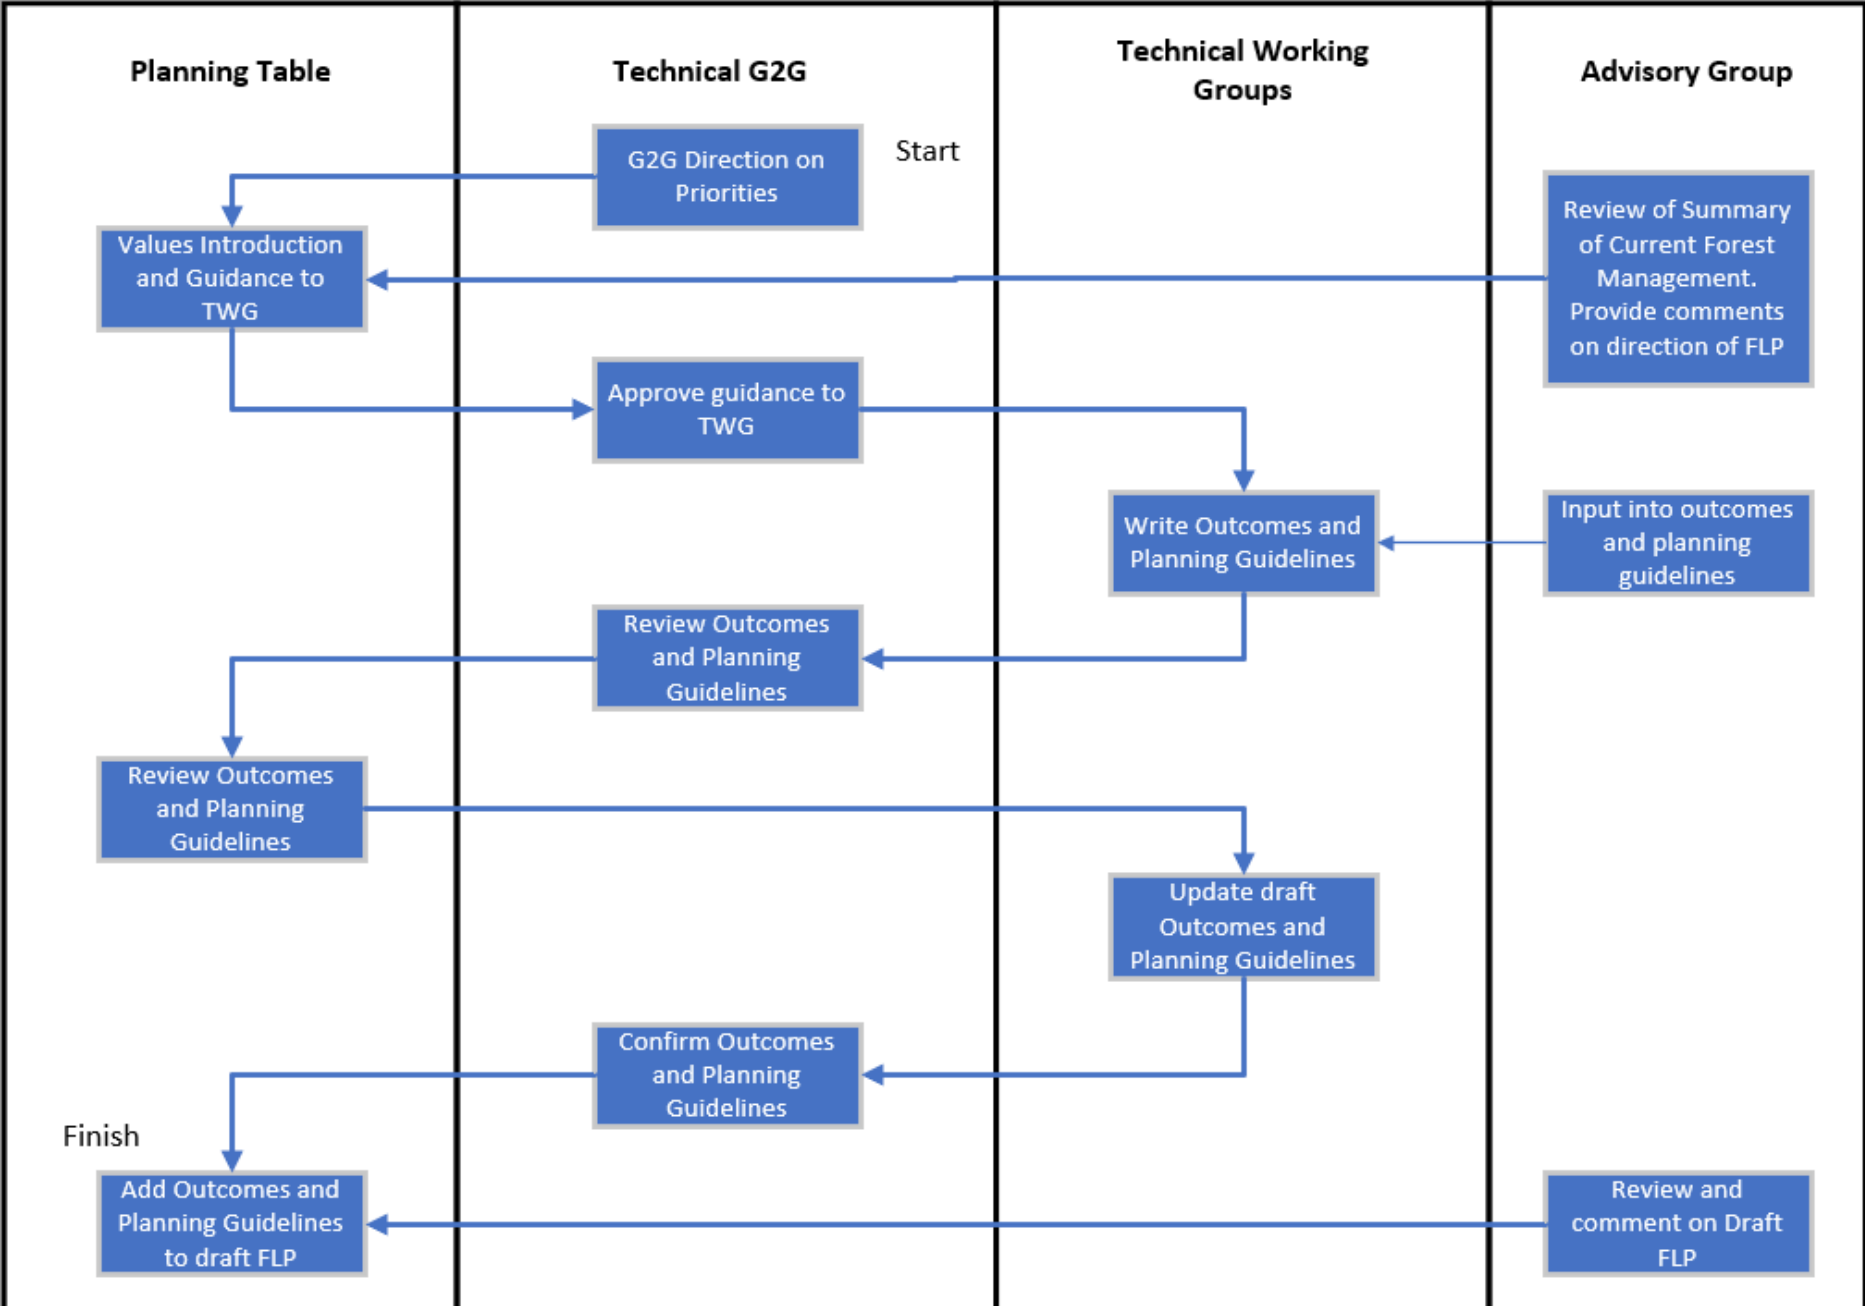 Planning Table
Technical G2G
Technical Working
Groups
Advisory Group
G2G Direction on
Priorities
Start
Review of Summary
of Current Forest
Management.
Provide comments
on direction of FLP
Values Introduction
and Guidance to
TWG
Approve guidance to
TWG
Write Outcomes and
Planning Guidelines
Input into outcomes
and planning
guidelines
Review Outcomes
and Planning
Guidelines
Review Outcomes
and Planning
Guidelines
Update draft
Outcomes and
Planning Guidelines
Confirm Outcomes
and Planning
Guidelines
Finish
Add Outcomes and
Planning Guidelines
to draft FLP
Review and
comment on Draft
FLP